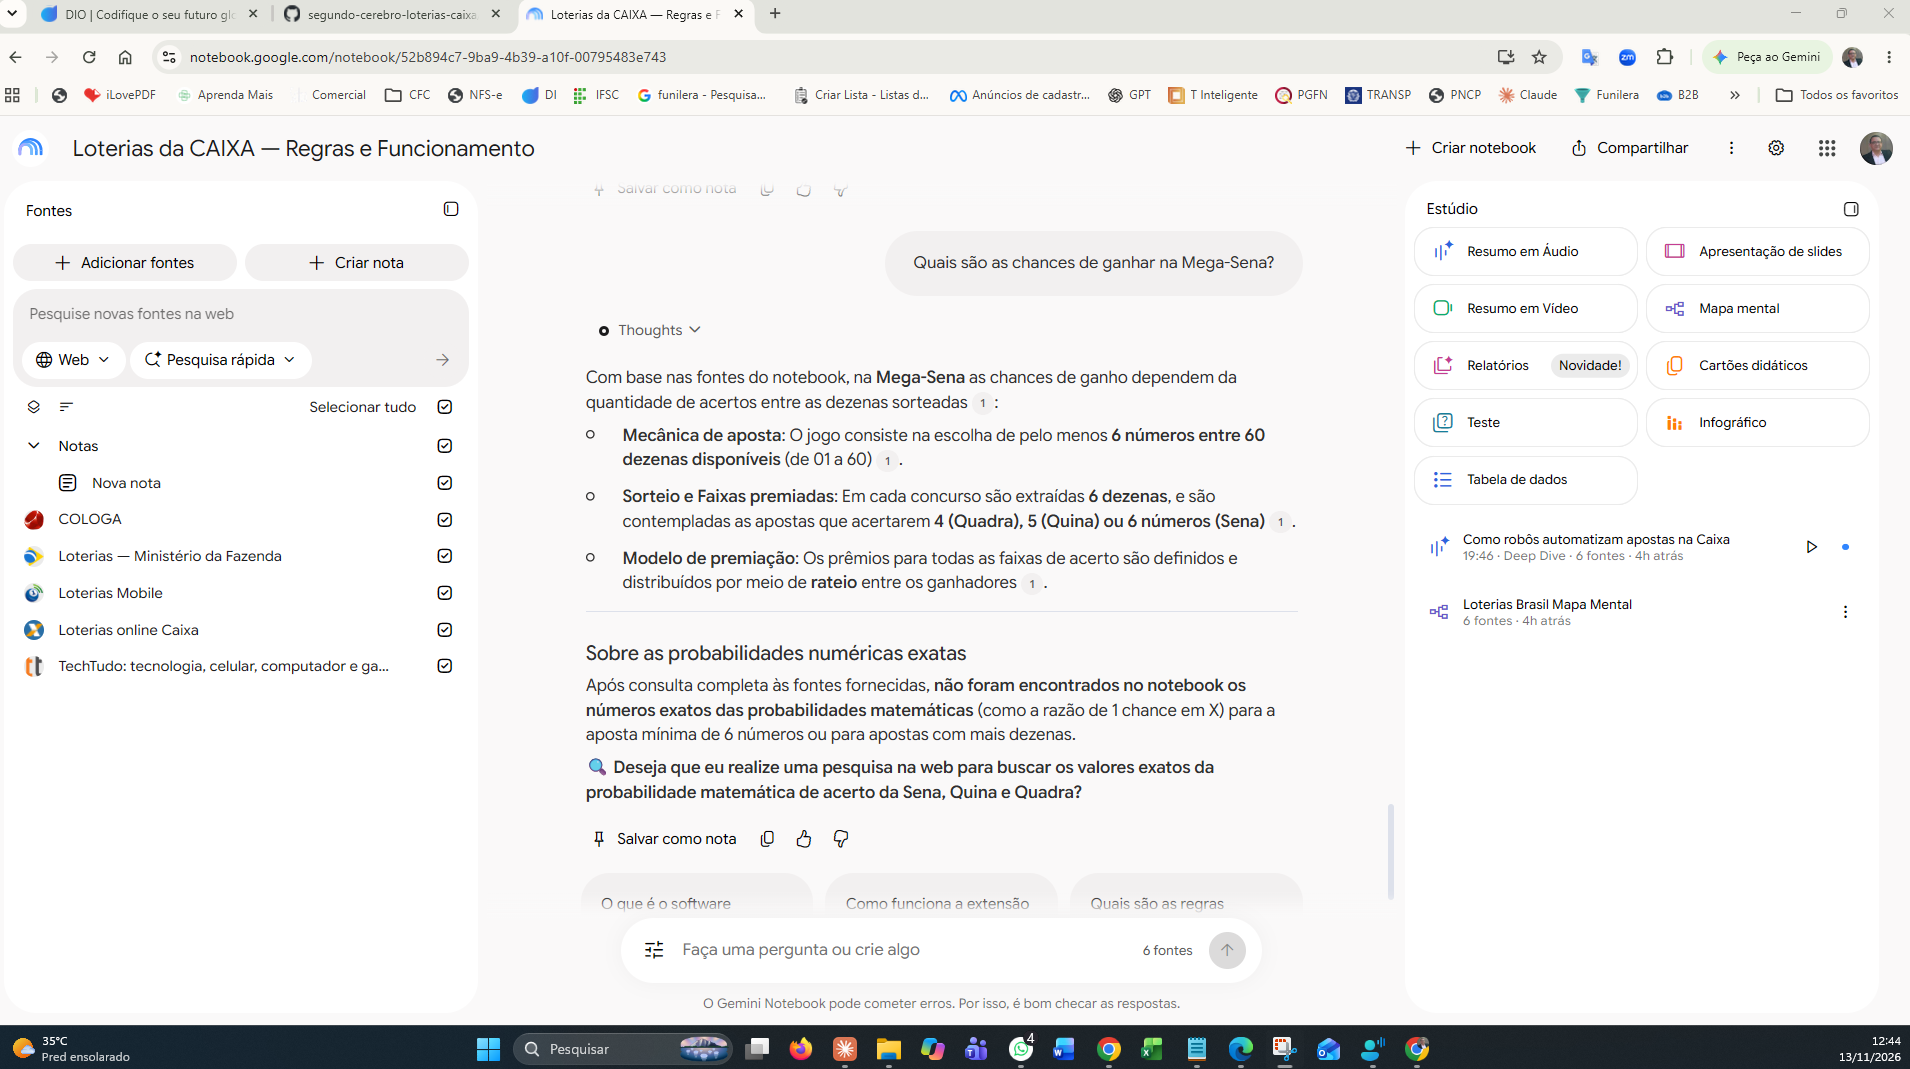 DIO | Codifique o seu futuro glo
segundo-cerebro-loterias-caixa
Loterias da CAIXA — Regras e F
notebook.google.com/notebook/52b894c7-9ba9-4b39-a10f-00795483e743
Peça ao Gemini
iLovePDF
Aprenda Mais
Comercial
CFC
NFS-e
DI
IFSC
funilera - Pesquisa...
Criar Lista - Listas d...
Anúncios de cadastr...
GPT
T Inteligente
PGFN
TRANSP
PNCP
Claude
Funilera
B2B
Todos os favoritos
Loterias da CAIXA — Regras e Funcionamento
Criar notebook
Compartilhar
Fontes
Adicionar fontes
Criar nota
Pesquise novas fontes na web
Web
Pesquisa rápida
Selecionar tudo
Notas
Nova nota
COLOGA
Loterias — Ministério da Fazenda
Loterias Mobile
Loterias online Caixa
TechTudo: tecnologia, celular, computador e ga...
Salvar como nota
Quais são as chances de ganhar na Mega-Sena?
Thoughts
Com base nas fontes do notebook, na Mega-Sena as chances de ganho dependem da
quantidade de acertos entre as dezenas sorteadas 1 :
Mecânica de aposta: O jogo consiste na escolha de pelo menos 6 números entre 60
dezenas disponíveis (de 01 a 60) 1 .
Sorteio e Faixas premiadas: Em cada concurso são extraídas 6 dezenas, e são
contempladas as apostas que acertarem 4 (Quadra), 5 (Quina) ou 6 números (Sena) 1 .
Modelo de premiação: Os prêmios para todas as faixas de acerto são definidos e
distribuídos por meio de rateio entre os ganhadores 1 .
Sobre as probabilidades numéricas exatas
Após consulta completa às fontes fornecidas, não foram encontrados no notebook os
números exatos das probabilidades matemáticas (como a razão de 1 chance em X) para a
aposta mínima de 6 números ou para apostas com mais dezenas.
🔍 Deseja que eu realize uma pesquisa na web para buscar os valores exatos da
probabilidade matemática de acerto da Sena, Quina e Quadra?
Salvar como nota
O que é o software
Como funciona a extensão
Quais são as regras
Faça uma pergunta ou crie algo
6 fontes
O Gemini Notebook pode cometer erros. Por isso, é bom checar as respostas.
Estúdio
Resumo em Áudio
Apresentação de slides
Resumo em Vídeo
Mapa mental
Relatórios
Novidade!
Cartões didáticos
Teste
Infográfico
Tabela de dados
Como robôs automatizam apostas na Caixa
19:46 · Deep Dive · 6 fontes · 4h atrás
Loterias Brasil Mapa Mental
6 fontes · 4h atrás
35°C
Pred ensolarado
Pesquisar
4
12:44
13/11/2026